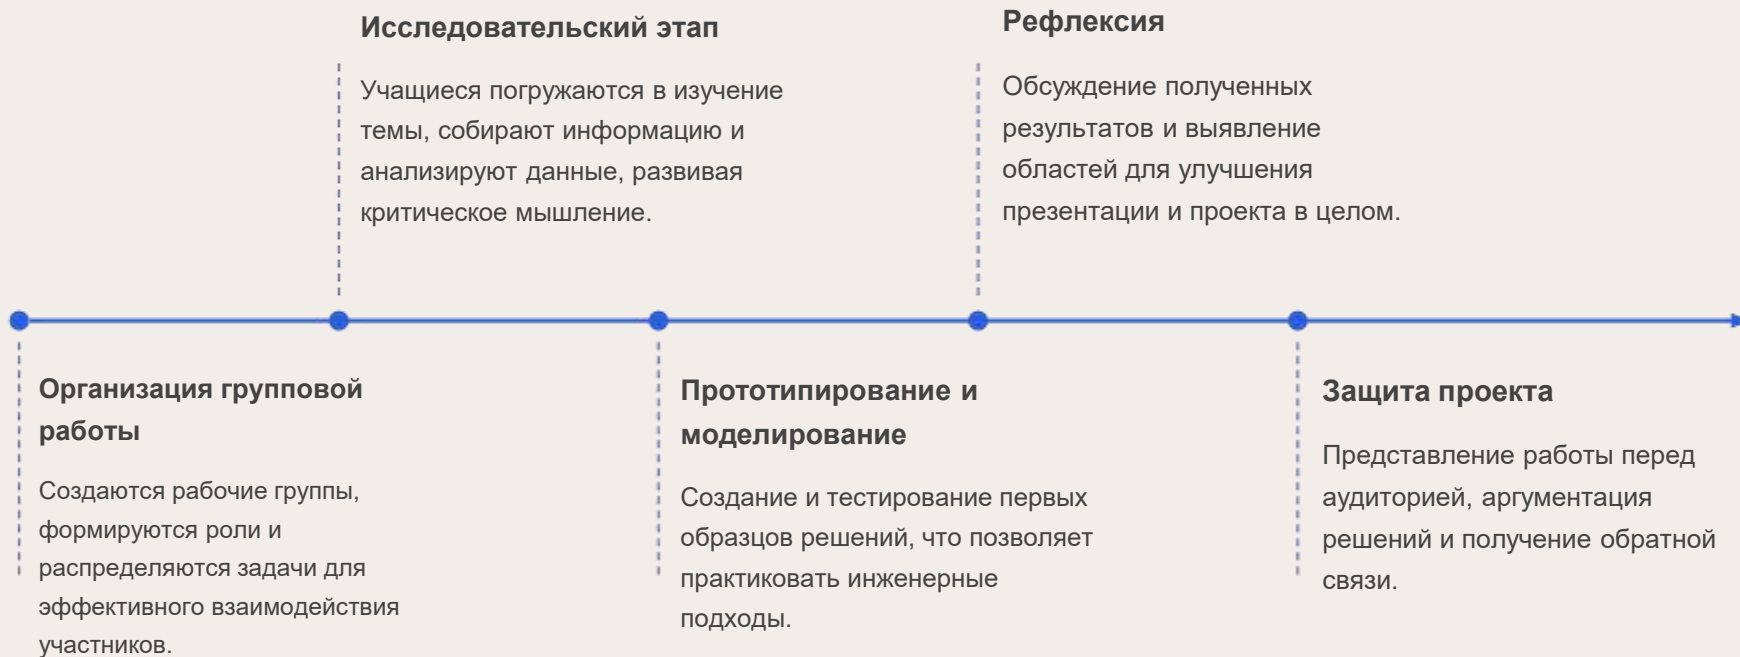 Исследовательский этап
Учащиеся погружаются в изучение
темы, собирают информацию и
анализируют данные, развивая
критическое мышление.
Рефлексия
Обсуждение полученных
результатов и выявление
областей для улучшения
презентации и проекта в целом.
Организация групповой
работы
Создаются рабочие группы,
формируются роли и
распределяются задачи для
эффективного взаимодействия
участников.
Прототипирование и
моделирование
Создание и тестирование первых
образцов решений, что позволяет
практиковать инженерные
подходы.
Защита проекта
Представление работы перед
аудиторией, аргументация
решений и получение обратной
связи.